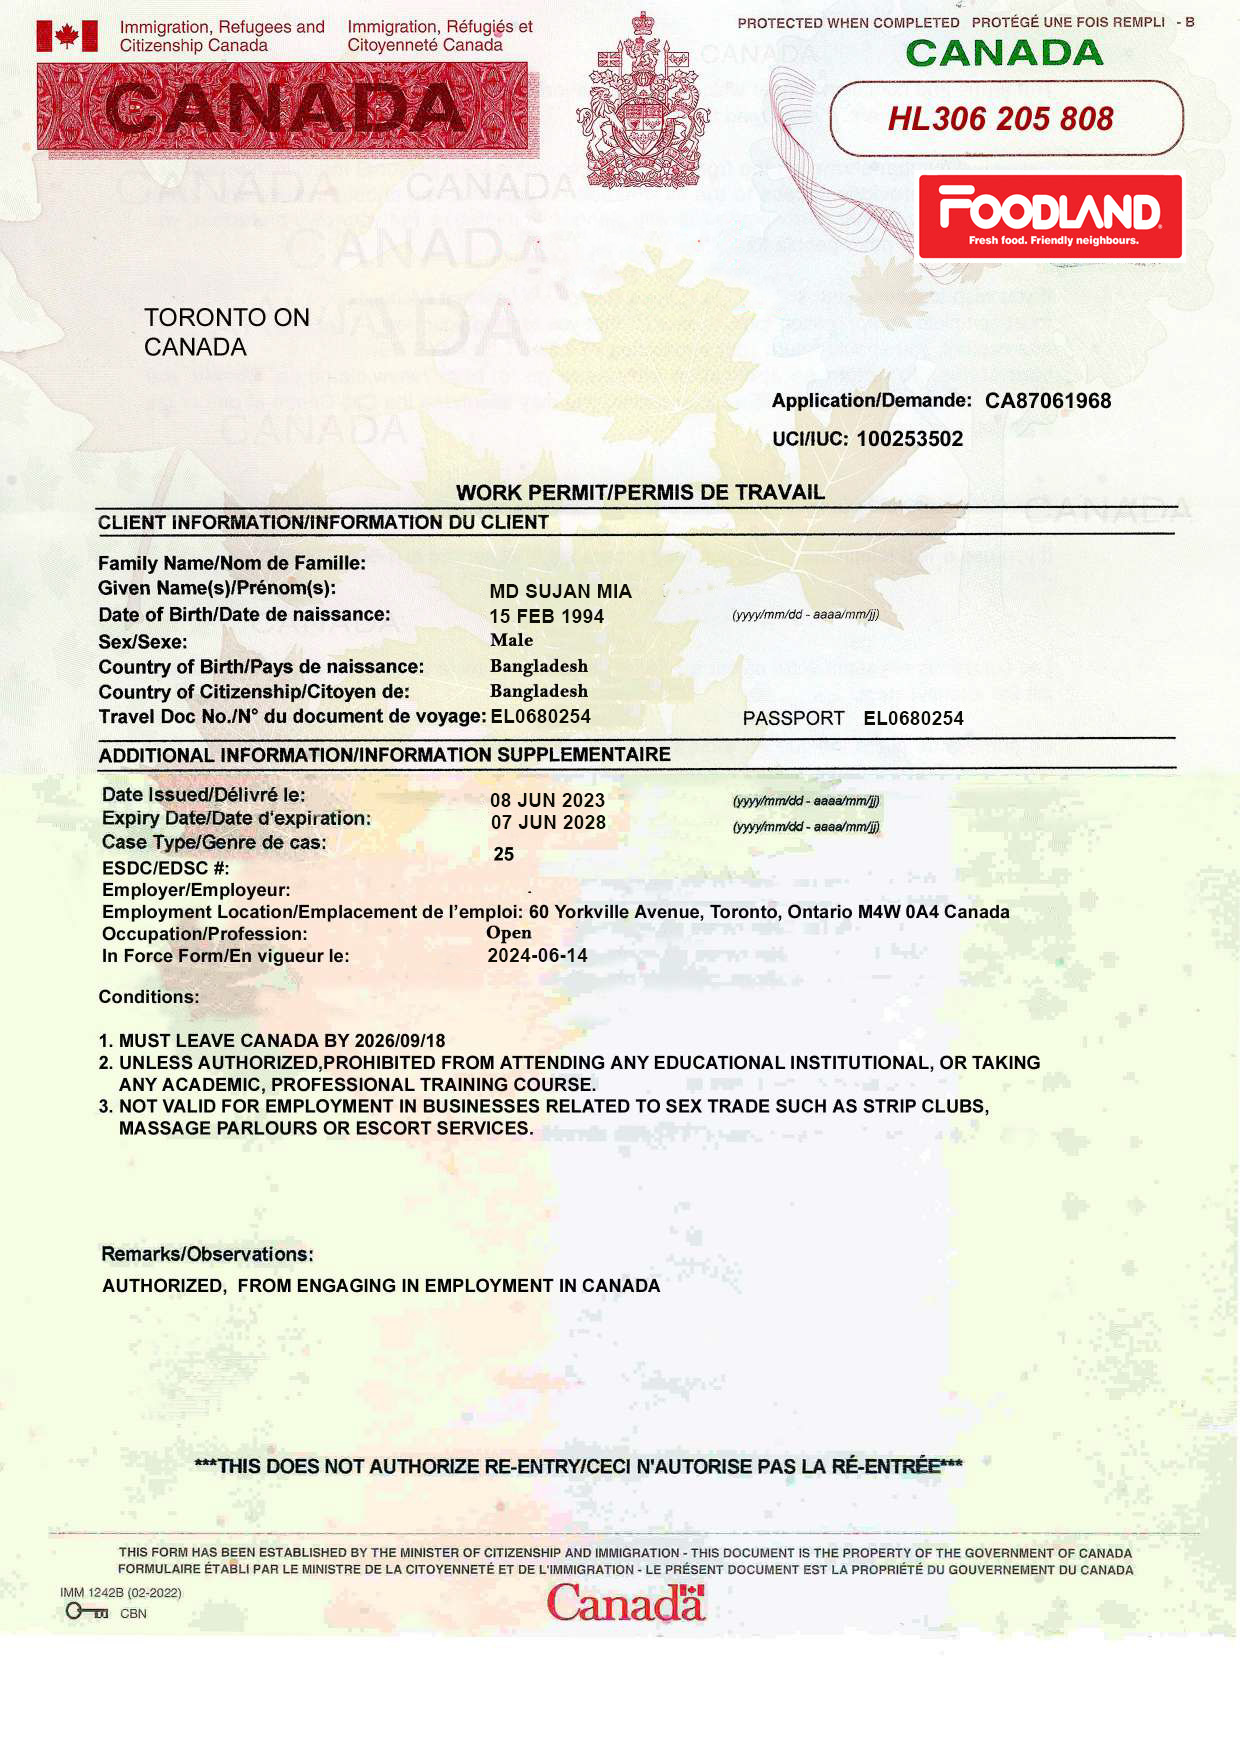 Immigration, Refugees and Immigration, Réfugiés et
Citizenship Canada Citoyenneté Canada
PROTECTED WHEN COMPLETED PROTÉGÉ UNE FOIS REMPLI - B
CANADA
CANADA
HL306 205 808
FOODLAND
Fresh food. Friendly neighbours.
TORONTO ON
CANADA
Application/Demande: CA87061968
UCI/IUC: 100253502
WORK PERMIT/PERMIS DE TRAVAIL
CLIENT INFORMATION/INFORMATION DU CLIENT
Family Name/Nom de Famille:
Given Name(s)/Prénom(s): MD SUJAN MIA
Date of Birth/Date de naissance: 15 FEB 1994 (yyyy/mm/dd - aaaa/mm/jj)
Sex/Sexe: Male
Country of Birth/Pays de naissance: Bangladesh
Country of Citizenship/Citoyen de: Bangladesh
Travel Doc No./N° du document de voyage: EL0680254 PASSPORT EL0680254
ADDITIONAL INFORMATION/INFORMATION SUPPLEMENTAIRE
Date Issued/Délivré le: 08 JUN 2023 (yyyy/mm/dd - aaaa/mm/jj)
Expiry Date/Date d'expiration: 07 JUN 2028 (yyyy/mm/dd - aaaa/mm/jj)
Case Type/Genre de cas: 25
ESDC/EDSC #:
Employer/Employeur: .
Employment Location/Emplacement de l'emploi: 60 Yorkville Avenue, Toronto, Ontario M4W 0A4 Canada
Occupation/Profession: Open
In Force Form/En vigueur le: 2024-06-14
Conditions:
1. MUST LEAVE CANADA BY 2026/09/18
2. UNLESS AUTHORIZED,PROHIBITED FROM ATTENDING ANY EDUCATIONAL INSTITUTIONAL, OR TAKING
ANY ACADEMIC, PROFESSIONAL TRAINING COURSE.
3. NOT VALID FOR EMPLOYMENT IN BUSINESSES RELATED TO SEX TRADE SUCH AS STRIP CLUBS,
MASSAGE PARLOURS OR ESCORT SERVICES.
Remarks/Observations:
AUTHORIZED, FROM ENGAGING IN EMPLOYMENT IN CANADA
***THIS DOES NOT AUTHORIZE RE-ENTRY/CECI N'AUTORISE PAS LA RÉ-ENTRÉE***
THIS FORM HAS BEEN ESTABLISHED BY THE MINISTER OF CITIZENSHIP AND IMMIGRATION - THIS DOCUMENT IS THE PROPERTY OF THE GOVERNMENT OF CANADA
FORMULAIRE ÉTABLI PAR LE MINISTRE DE LA CITOYENNETÉ ET DE L'IMMIGRATION - LE PRÉSENT DOCUMENT EST LA PROPRIÉTÉ DU GOUVERNEMENT DU CANADA
IMM 1242B (02-2022)
CBN
Canada